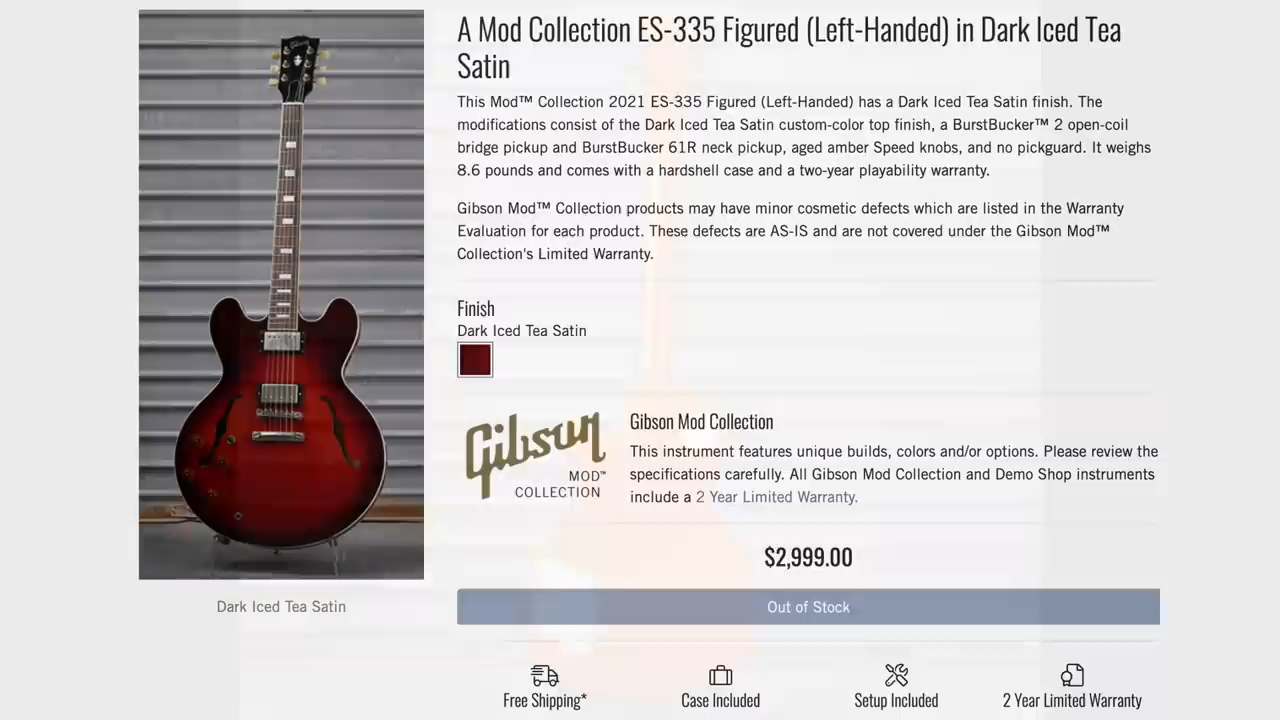 A Mod Collection ES-335 Figured (Left-Handed) in Dark Iced Tea
Satin
This Mod™ Collection 2021 ES-335 Figured (Left-Handed) has a Dark Iced Tea Satin finish. The
modifications consist of the Dark Iced Tea Satin custom-color top finish, a BurstBucker™ 2 open-coil
bridge pickup and BurstBucker 61R neck pickup, aged amber Speed knobs, and no pickguard. It weighs
8.6 pounds and comes with a hardshell case and a two-year playability warranty.
Gibson Mod™ Collection products may have minor cosmetic defects which are listed in the Warranty
Evaluation for each product. These defects are AS-IS and are not covered under the Gibson Mod™
Collection's Limited Warranty.
Finish
Dark Iced Tea Satin
Gibson
MOD™
COLLECTION
Gibson Mod Collection
This instrument features unique builds, colors and/or options. Please review the
specifications carefully. All Gibson Mod Collection and Demo Shop instruments
include a 2 Year Limited Warranty.
$2,999.00
Out of Stock
Gibson
Dark Iced Tea Satin
Free Shipping*
Case Included
Setup Included
2 Year Limited Warranty